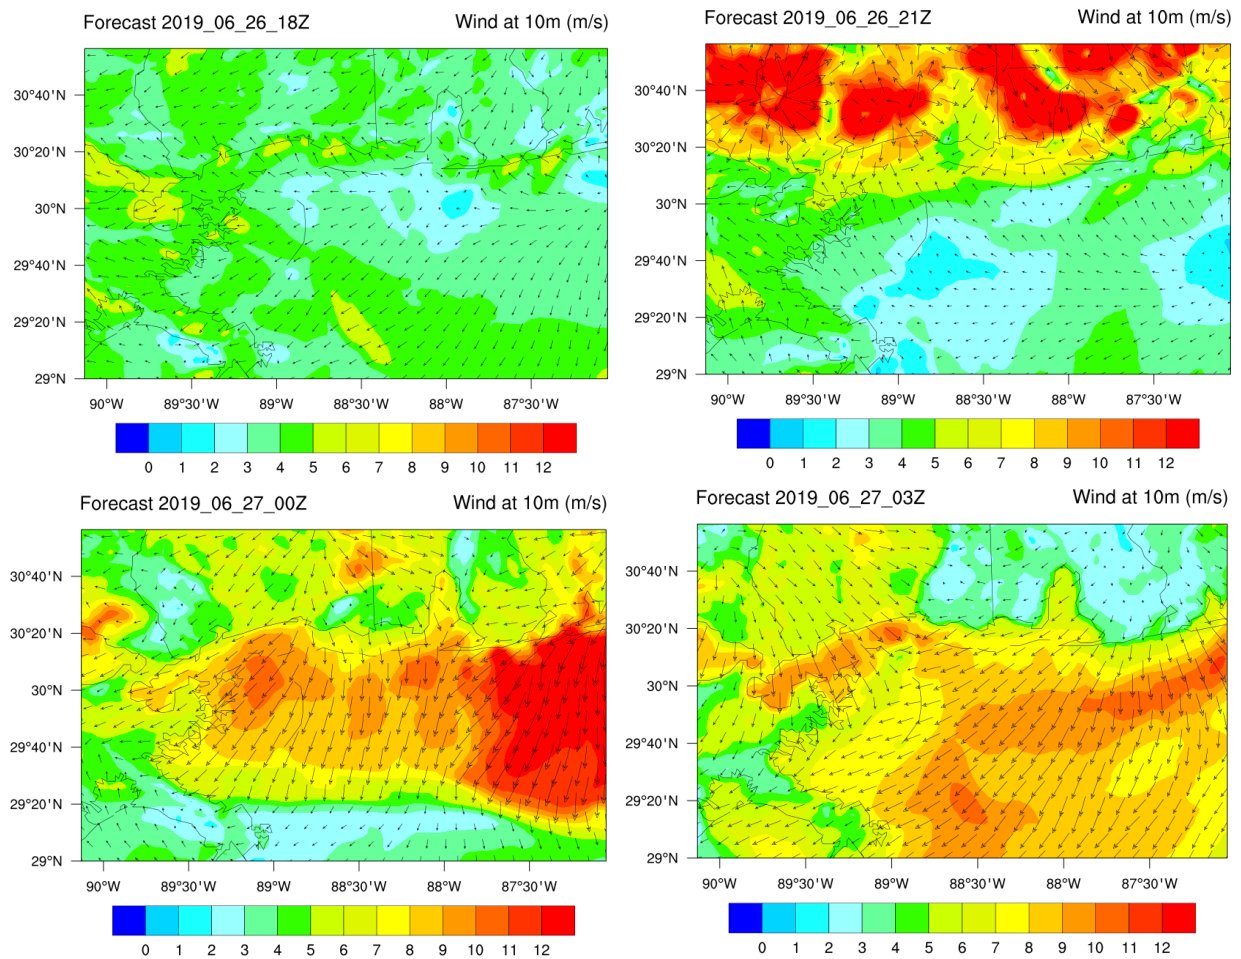 Forecast 2019_06_26_18Z Wind at 10m (m/s)
30°40'N
30°20'N
30°N
29°40'N
29°20'N
29°N
90°W 89°30'W 89°W 88°30'W 88°W 87°30'W
0 1 2 3 4 5 6 7 8 9 10 11 12
Forecast 2019_06_26_21Z Wind at 10m (m/s)
30°40'N
30°20'N
30°N
29°40'N
29°20'N
29°N
90°W 89°30'W 89°W 88°30'W 88°W 87°30'W
0 1 2 3 4 5 6 7 8 9 10 11 12
Forecast 2019_06_27_00Z Wind at 10m (m/s)
30°40'N
30°20'N
30°N
29°40'N
29°20'N
29°N
90°W 89°30'W 89°W 88°30'W 88°W 87°30'W
0 1 2 3 4 5 6 7 8 9 10 11 12
Forecast 2019_06_27_03Z Wind at 10m (m/s)
30°40'N
30°20'N
30°N
29°40'N
29°20'N
29°N
90°W 89°30'W 89°W 88°30'W 88°W 87°30'W
0 1 2 3 4 5 6 7 8 9 10 11 12